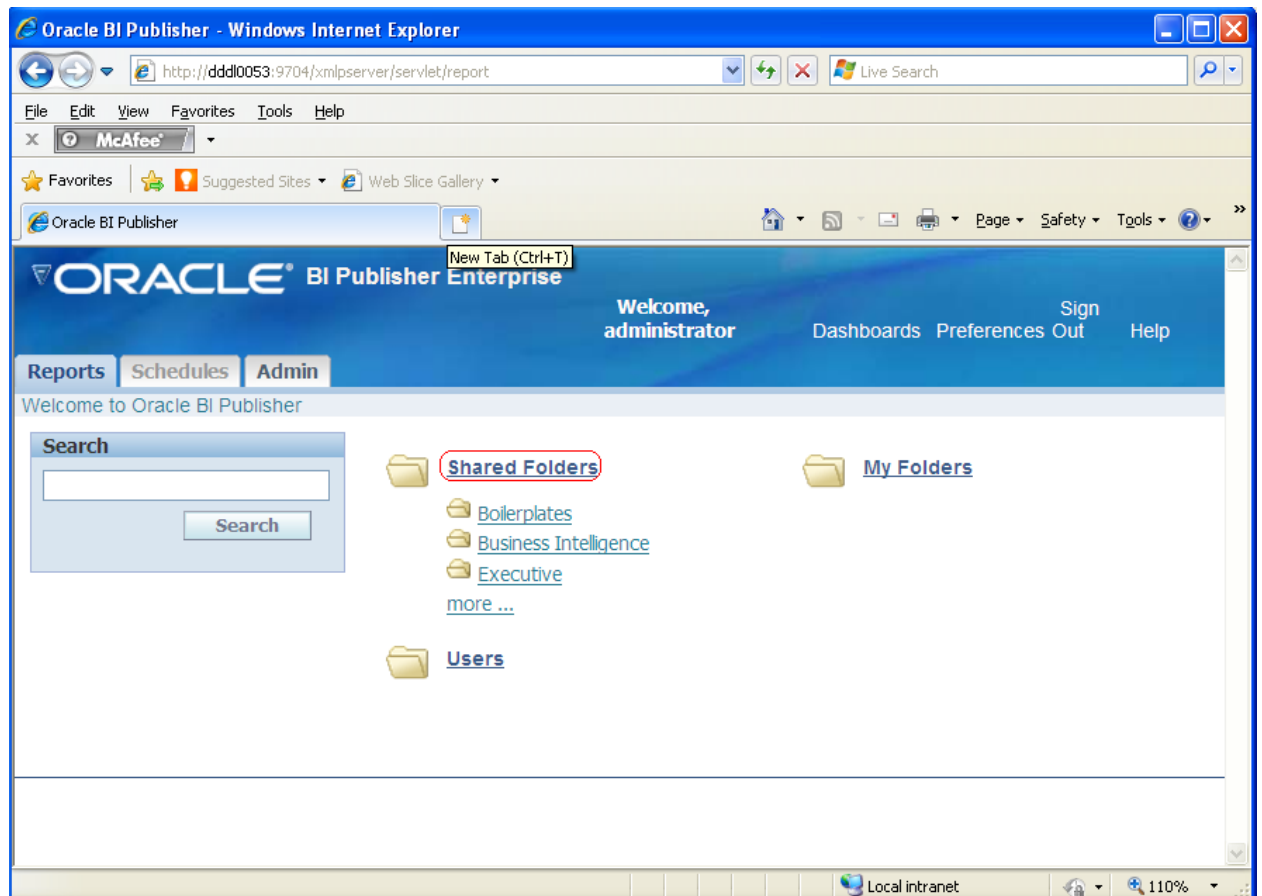 Oracle BI Publisher - Windows Internet Explorer
http://dddl0053:9704/xmlpserver/servlet/report
Live Search
File Edit View Favorites Tools Help
x McAfee
Favorites Suggested Sites Web Slice Gallery
Oracle BI Publisher
Page Safety Tools
New Tab (Ctrl+T)
ORACLE BI Publisher Enterprise
Welcome, administrator
Dashboards Preferences Sign Out Help
Reports Schedules Admin
Welcome to Oracle BI Publisher
Search
Search
Shared Folders
Boilerplates
Business Intelligence
Executive
more ...
My Folders
Users
Local intranet
110%